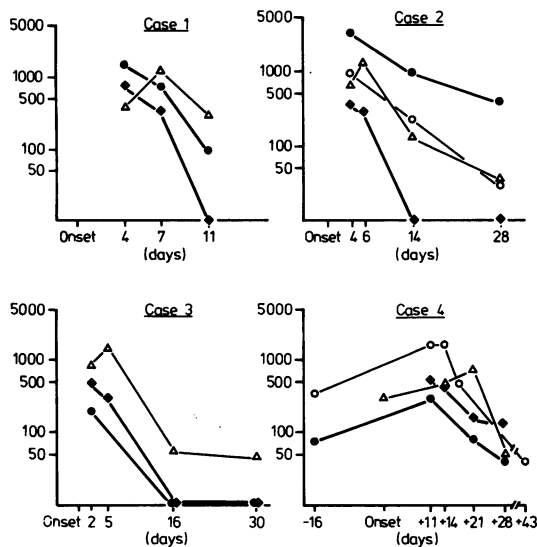 Case 1
5000
1000
500
100
50
Onset 4 7 11
(days)
Case 2
5000
1000
500
100
50
Onset 4 6 14 28
(days)
Case 3
5000
1000
500
100
50
Onset 2 5 16 30
(days)
Case 4
5000
1000
500
100
50
-16 Onset +11 +14 +21 +28 +43
(days)